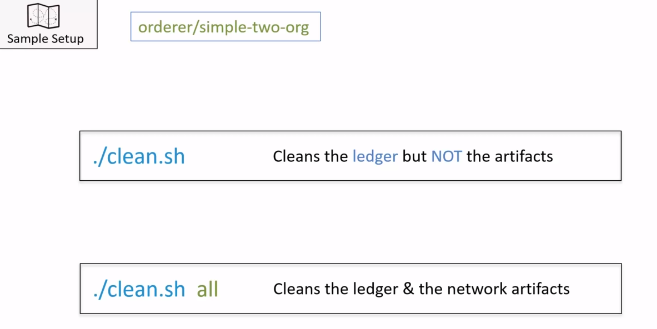 Sample Setup
orderer/simple-two-org
./clean.sh Cleans the ledger but NOT the artifacts
./clean.sh all Cleans the ledger & the network artifacts